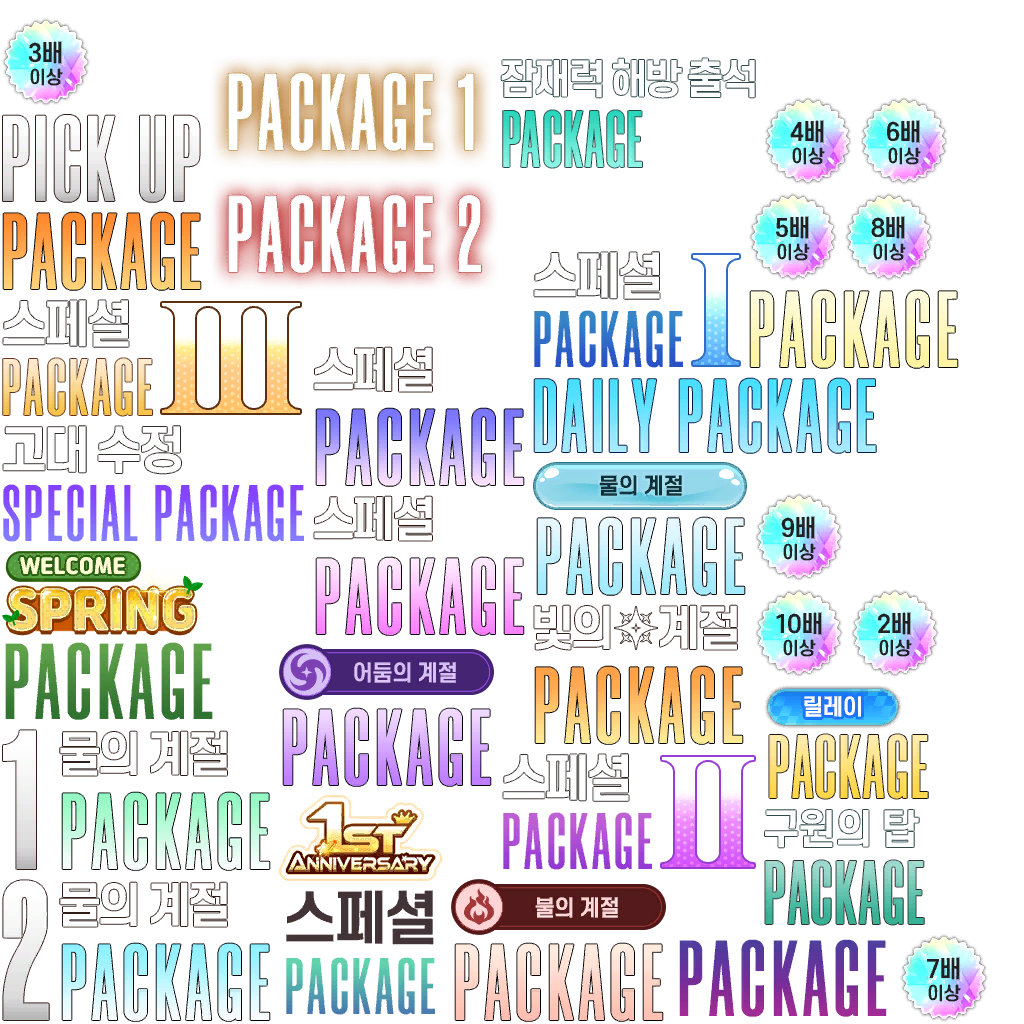 3배
이상
PICK UP
PACKAGE
PACKAGE 1
PACKAGE 2
잠재력 해방 출석
PACKAGE
4배
이상
6배
이상
5배
이상
8배
이상
스페셜
PACKAGE III
스페셜
PACKAGE
스페셜
PACKAGE I
PACKAGE
DAILY PACKAGE
고대 수정
SPECIAL PACKAGE
스페셜
PACKAGE
물의 계절
PACKAGE
9배
이상
WELCOME
SPRING
PACKAGE
빛의 계절
PACKAGE
10배
이상
2배
이상
어둠의 계절
PACKAGE
릴레이
PACKAGE
1 물의 계절
PACKAGE
스페셜
PACKAGE II
구원의 탑
PACKAGE
1ST
ANNIVERSARY
스페셜
PACKAGE
2 물의 계절
PACKAGE
불의 계절
PACKAGE
PACKAGE
7배
이상